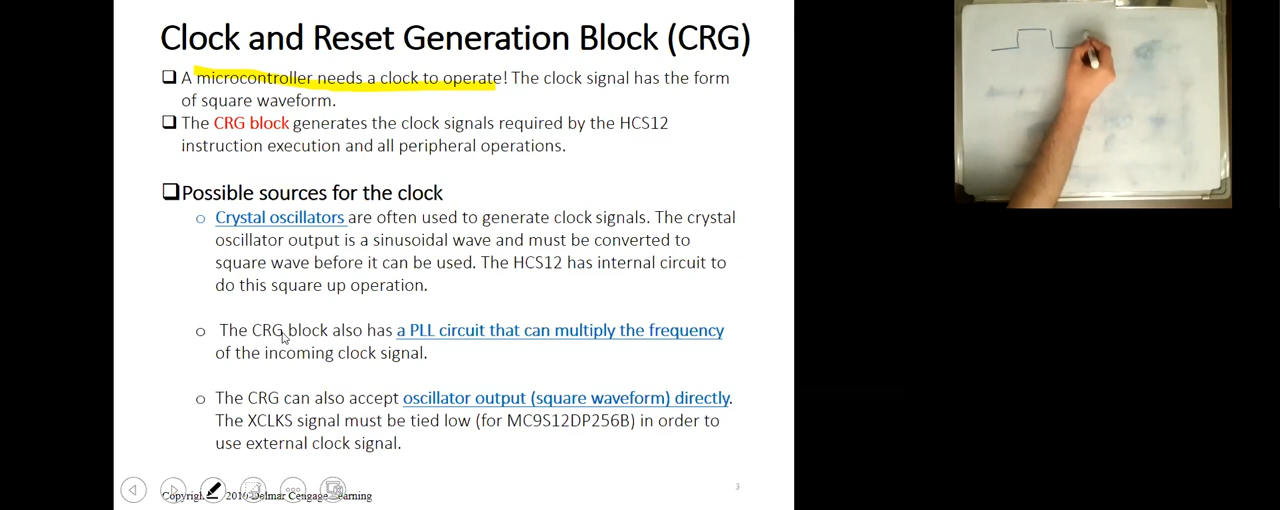 Clock and Reset Generation Block (CRG)
A microcontroller needs a clock to operate! The clock signal has the form
of square waveform.
The CRG block generates the clock signals required by the HCS12
instruction execution and all peripheral operations.
Possible sources for the clock
Crystal oscillators are often used to generate clock signals. The crystal
oscillator output is a sinusoidal wave and must be converted to
square wave before it can be used. The HCS12 has internal circuit to
do this square up operation.
The CRG block also has a PLL circuit that can multiply the frequency
of the incoming clock signal.
The CRG can also accept oscillator output (square waveform) directly.
The XCLKS signal must be tied low (for MC9S12DP256B) in order to
use external clock signal.
2010 Delmar Cengage Learning
3